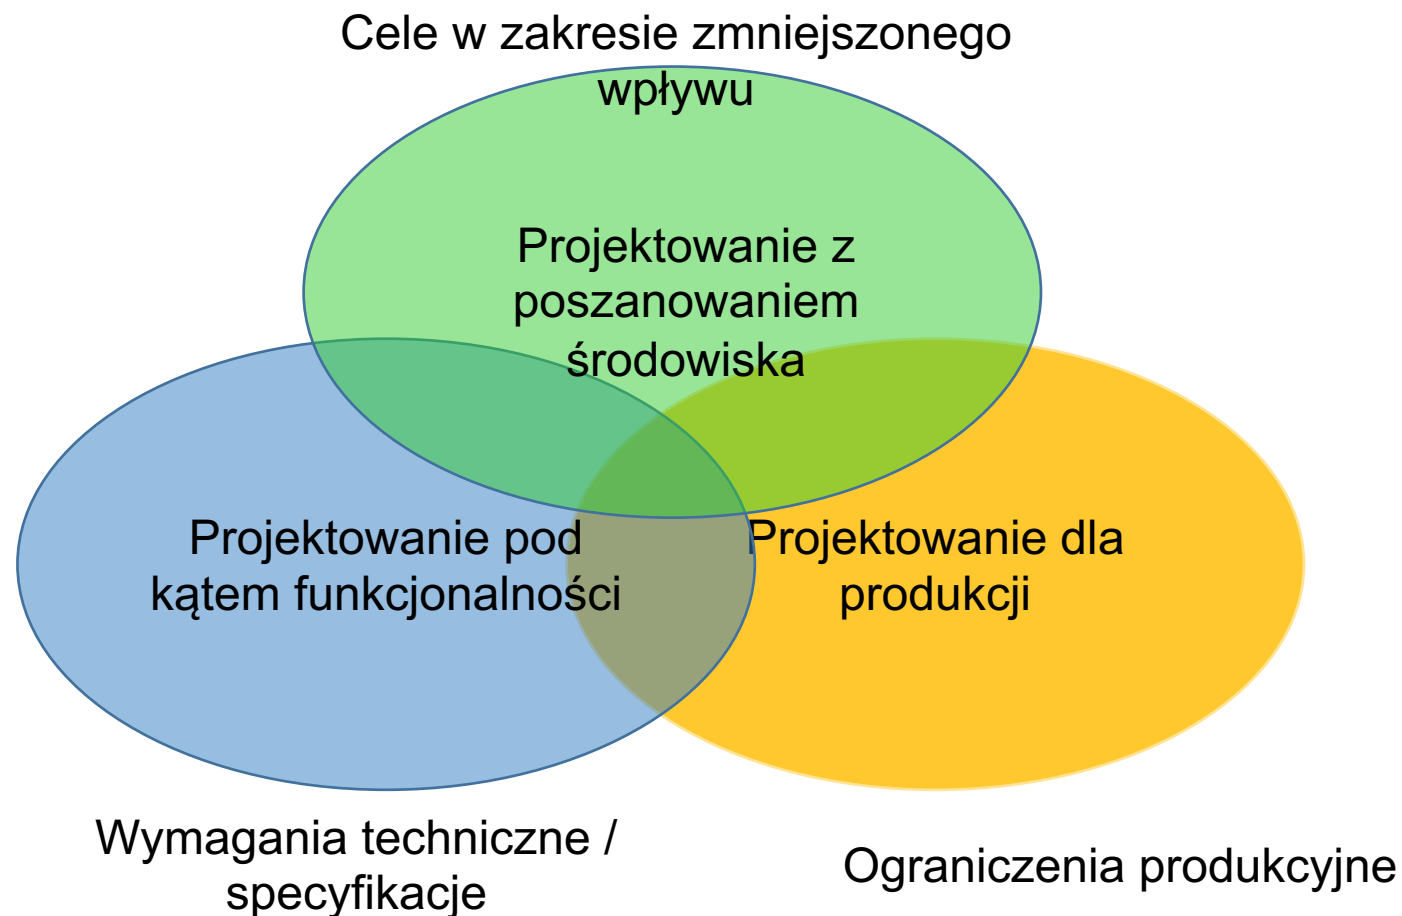 Cele w zakresie zmniejszonego
wpływu
Projektowanie z
poszanowaniem
środowiska
Projektowanie pod
kątem funkcjonalności
Projektowanie dla
produkcji
Wymagania techniczne /
specyfikacje
Ograniczenia produkcyjne